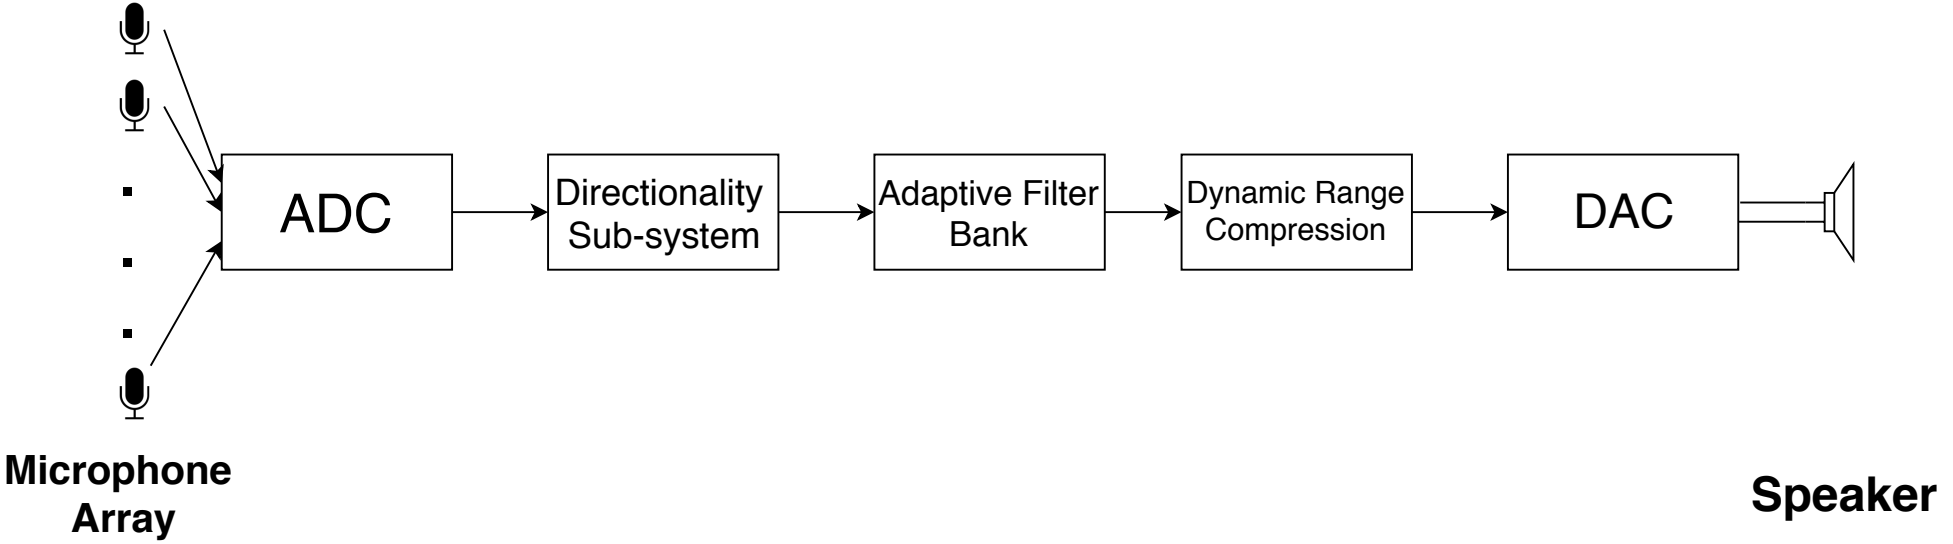 ADC
Directionality
Sub-system
Adaptive Filter
Bank
Dynamic Range
Compression
DAC
Microphone
Array
Speaker